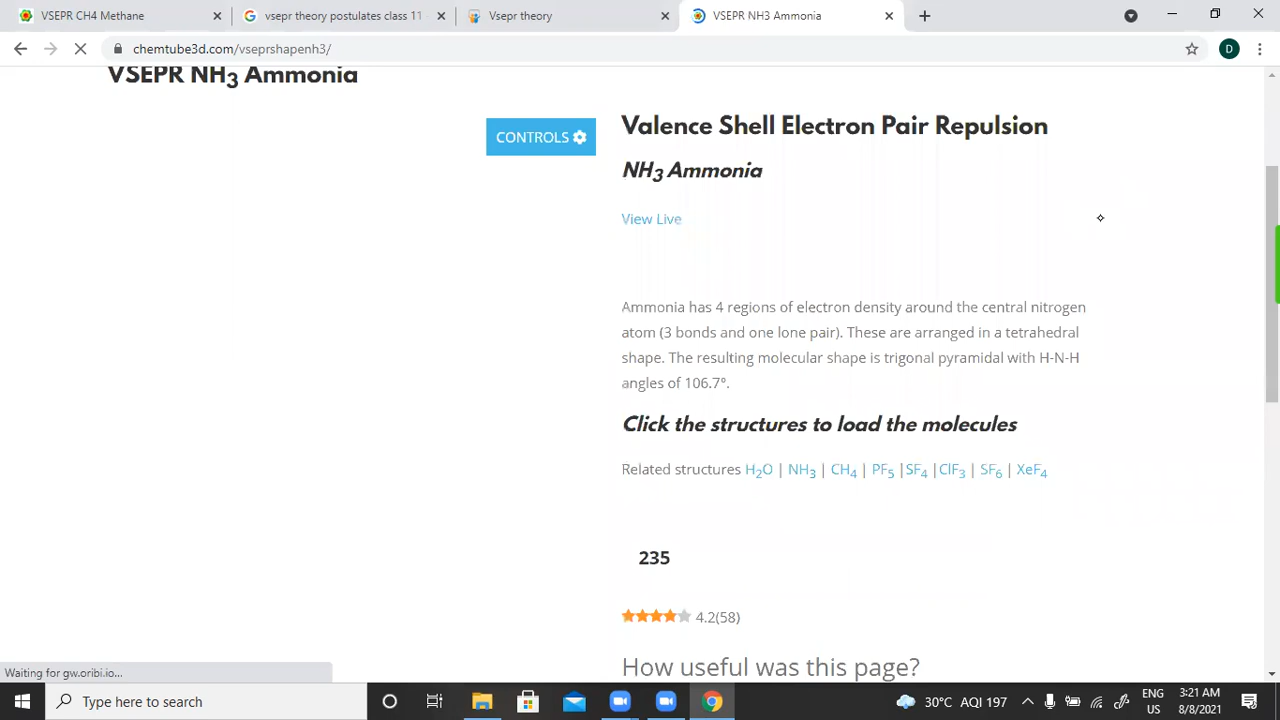 VSEPR CH4 Methane
vsepr theory postulates class 11
Vsepr theory
VSEPR NH3 Ammonia
chemtube3d.com/vseprshapenh3/
D
VSEPR NH3 Ammonia
CONTROLS
Valence Shell Electron Pair Repulsion
NH3 Ammonia
View Live
Ammonia has 4 regions of electron density around the central nitrogen
atom (3 bonds and one lone pair). These are arranged in a tetrahedral
shape. The resulting molecular shape is trigonal pyramidal with H-N-H
angles of 106.7º.
Click the structures to load the molecules
Related structures H2O | NH3 | CH4 | PF5 |SF4 |ClF3 | SF6 | XeF4
235
4.2(58)
How useful was this page?
Waiting for gw.oribi.io...
Type here to search
30°C AQI 197
ENG
US
3:21 AM
8/8/2021